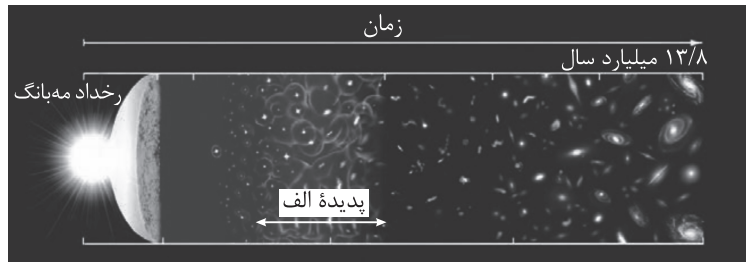 زمان
۱۳/۸ میلیارد سال
رخداد مه‌بانگ
پدیدهٔ الف